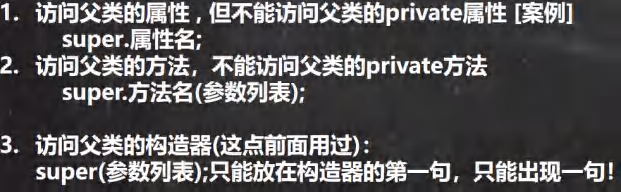 1. 访问父类的属性 , 但不能访问父类的private属性 [案例]
super.属性名;
2. 访问父类的方法，不能访问父类的private方法
super.方法名(参数列表);
3. 访问父类的构造器(这点前面用过)：
super(参数列表);只能放在构造器的第一句，只能出现一句！